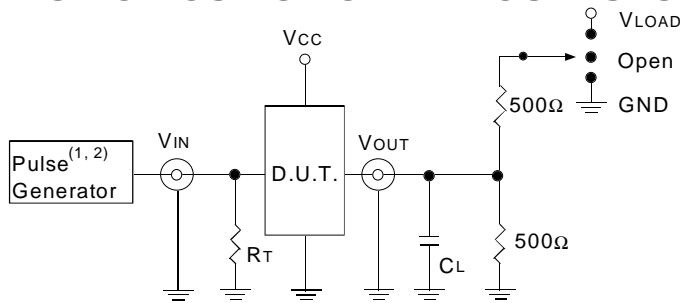 VLOAD
VCC
Open
500Ω
GND
VIN
VOUT
Pulse(1, 2)
Generator
D.U.T.
RT
CL
500Ω